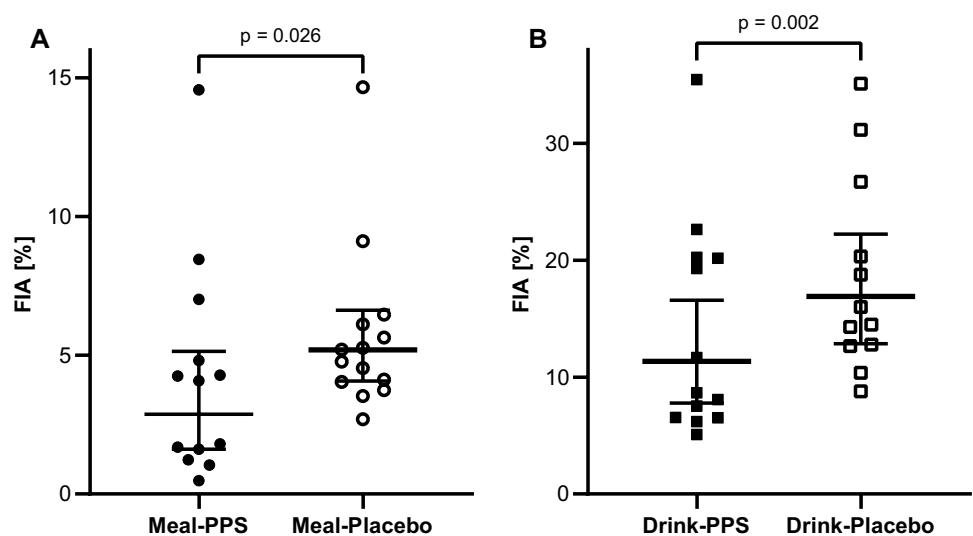 A
p = 0.026
15
10
5
0
FIA [%]
Meal-PPS
Meal-Placebo
B
p = 0.002
30
20
10
0
FIA [%]
Drink-PPS
Drink-Placebo